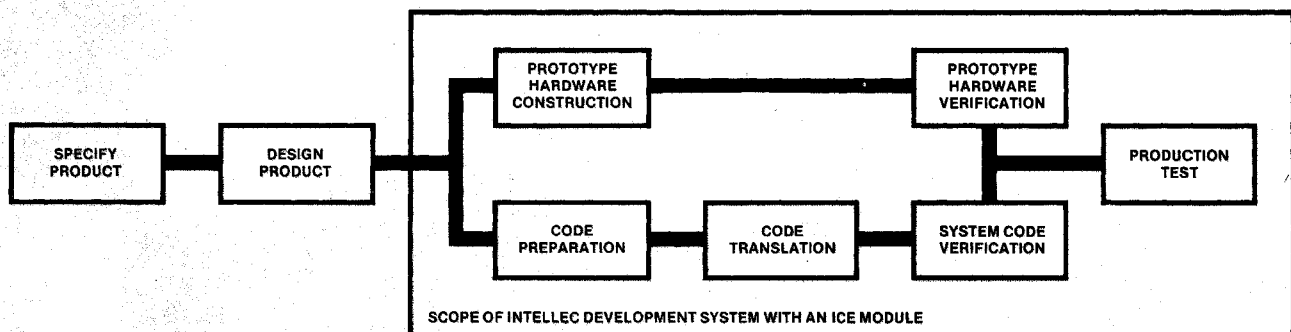 PROTOTYPE
HARDWARE
CONSTRUCTION
PROTOTYPE
HARDWARE
VERIFICATION
SPECIFY
PRODUCT
DESIGN
PRODUCT
PRODUCTION
TEST
CODE
PREPARATION
CODE
TRANSLATION
SYSTEM CODE
VERIFICATION
SCOPE OF INTELLEC DEVELOPMENT SYSTEM WITH AN ICE MODULE